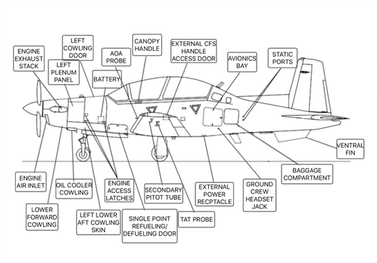 ENGINE
EXHAUST
STACK
LEFT
PLENUM
PANEL
LEFT
COWLING
DOOR
BATTERY
AOA
PROBE
CANOPY
HANDLE
EXTERNAL CFS
HANDLE
ACCESS DOOR
AVIONICS
BAY
STATIC
PORTS
ENGINE
AIR INLET
LOWER
FORWARD
COWLING
OIL COOLER
COWLING
LEFT LOWER
AFT COWLING
SKIN
ENGINE
ACCESS
LATCHES
SINGLE POINT
REFUELING/
DEFUELING DOOR
SECONDARY
PITOT TUBE
TAT PROBE
EXTERNAL
POWER
RECEPTACLE
GROUND
CREW
HEADSET
JACK
BAGGAGE
COMPARTMENT
VENTRAL
FIN